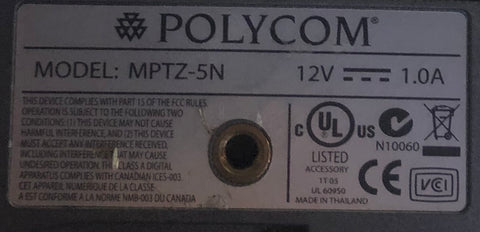 POLYCOM®
MODEL: MPTZ-5N 12V 1.0A
THIS DEVICE COMPLIES WITH PART 15 OF THE FCC RULES
OPERATION IS SUBJECT TO THE FOLLOWING TWO
CONDITIONS: (1) THIS DEVICE MAY NOT CAUSE
HARMFUL INTERFERENCE, AND (2) THIS DEVICE
MUST ACCEPT ANY INTERFERENCE RECEIVED
INCLUDING INTERFERENCE THAT MAY CAUSE
UNDESIRED OPERATION. THIS CLASS A DIGITAL
APPARATUS COMPLIES WITH CANADIAN ICES-003
CET APPAREIL NUMERIQUE DE LA CLASSE
A EST CONFORME A LA NORME NMB-003 DU CANADA
C UL US
LISTED
ACCESSORY
1T 03
UL 60950
MADE IN THAILAND
N10060
CE
VCI